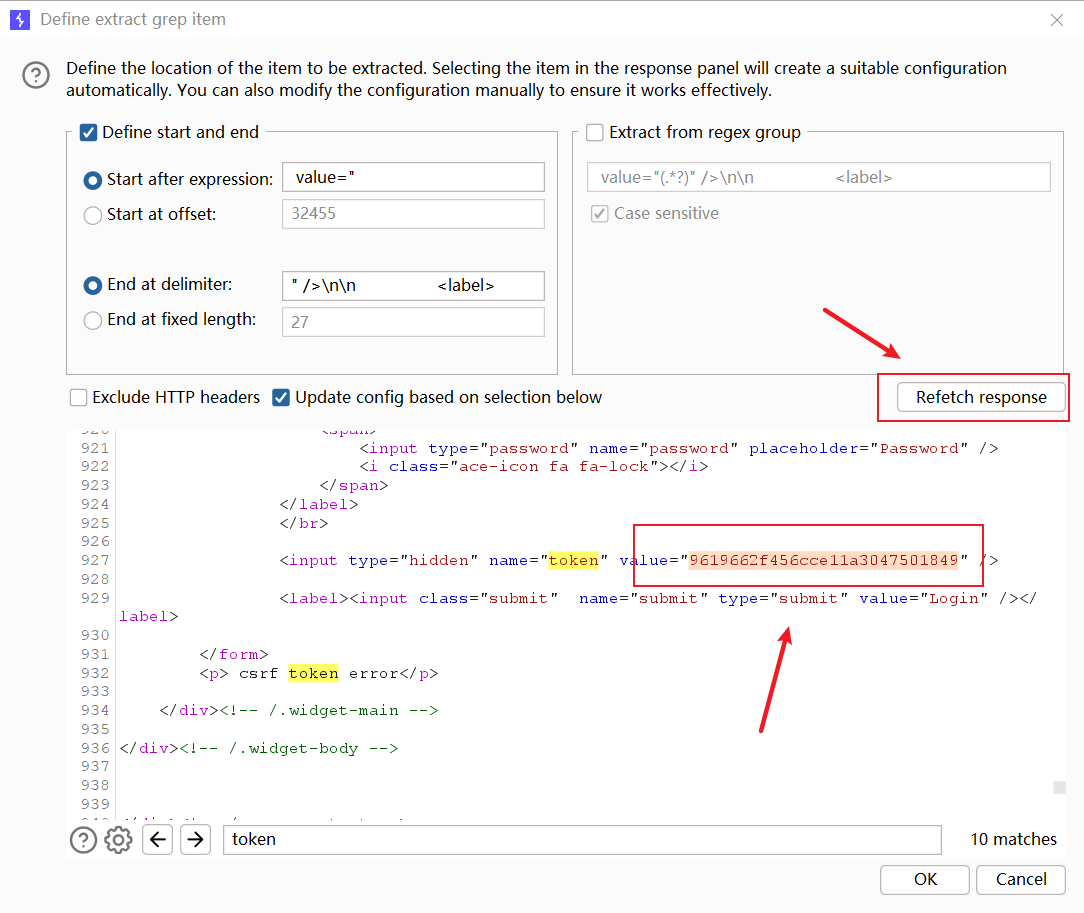 Define extract grep item
Define the location of the item to be extracted. Selecting the item in the response panel will create a suitable configuration
automatically. You can also modify the configuration manually to ensure it works effectively.
Define start and end
Extract from regex group
Start after expression: value="
value="(.*?)" />\n\n <label>
Start at offset: 32455
Case sensitive
End at delimiter: " />\n\n <label>
End at fixed length: 27
Exclude HTTP headers Update config based on selection below
Refetch response
921 <input type="password" name="password" placeholder="Password" />
922 <i class="ace-icon fa fa-lock"></i>
923 </span>
924 </label>
925 </br>
926
927 <input type="hidden" name="token" value="9619662f456cce11a3047501849" />
928
929 <label><input class="submit" name="submit" type="submit" value="Login" /></
label>
930
931 </form>
932 <p> csrf token error</p>
933
934 </div><!-- /.widget-main -->
935
936 </div><!-- /.widget-body -->
937
938
939
token
10 matches
OK Cancel